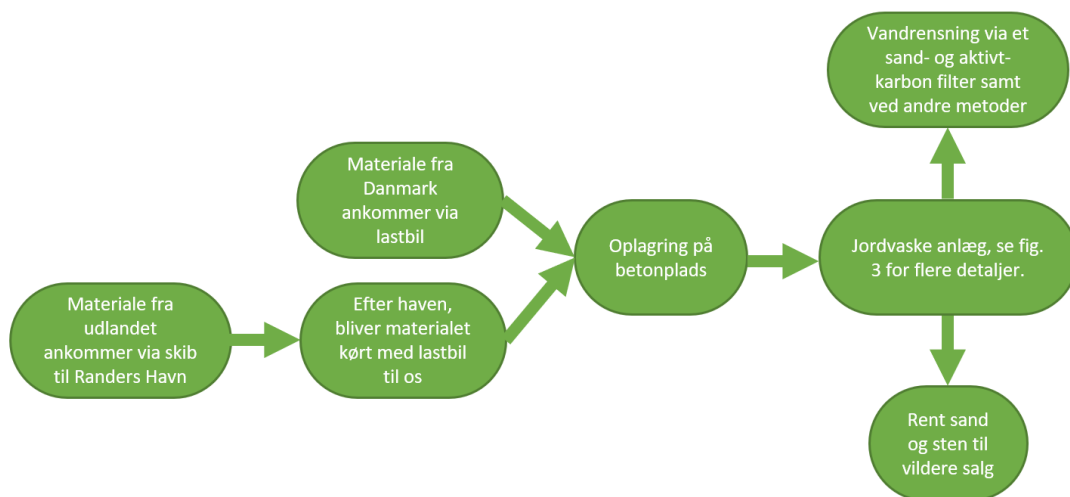 Materiale fra
udlandet
ankommer via skib
til Randers Havn
Efter haven,
bliver materialet
kørt med lastbil
til os
Materiale fra
Danmark
ankommer via
lastbil
Oplagring på
betonplads
Jordvaske anlæg, se fig.
3 for flere detaljer.
Vandrensning via et
sand- og aktivt-
karbon filter samt
ved andre metoder
Rent sand
og sten til
vildere salg